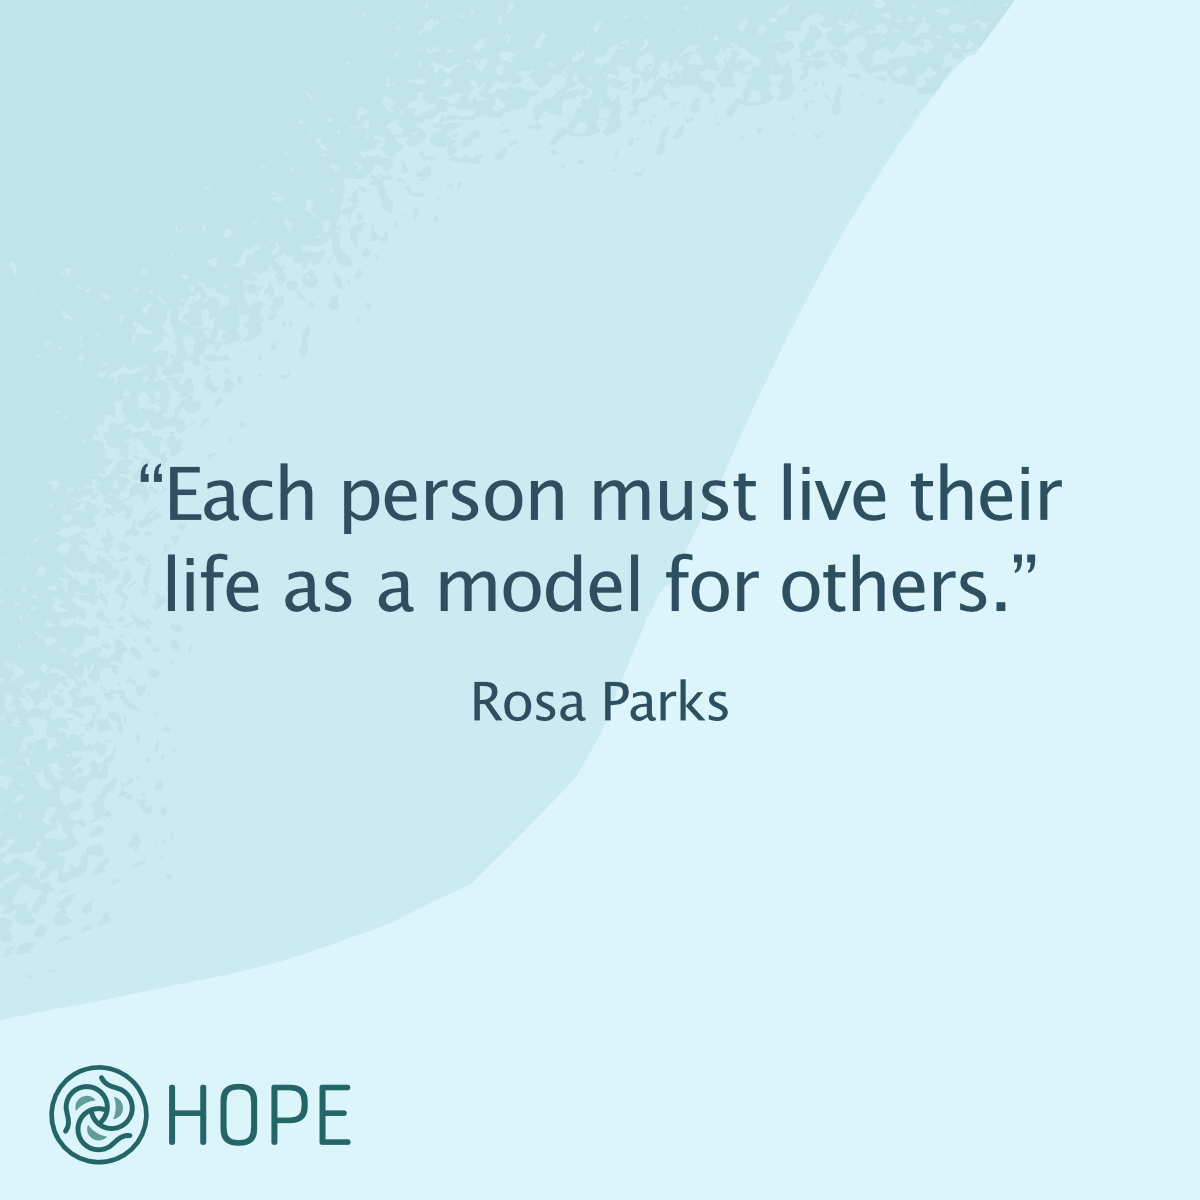 “Each person must live their
life as a model for others.”
Rosa Parks
HOPE